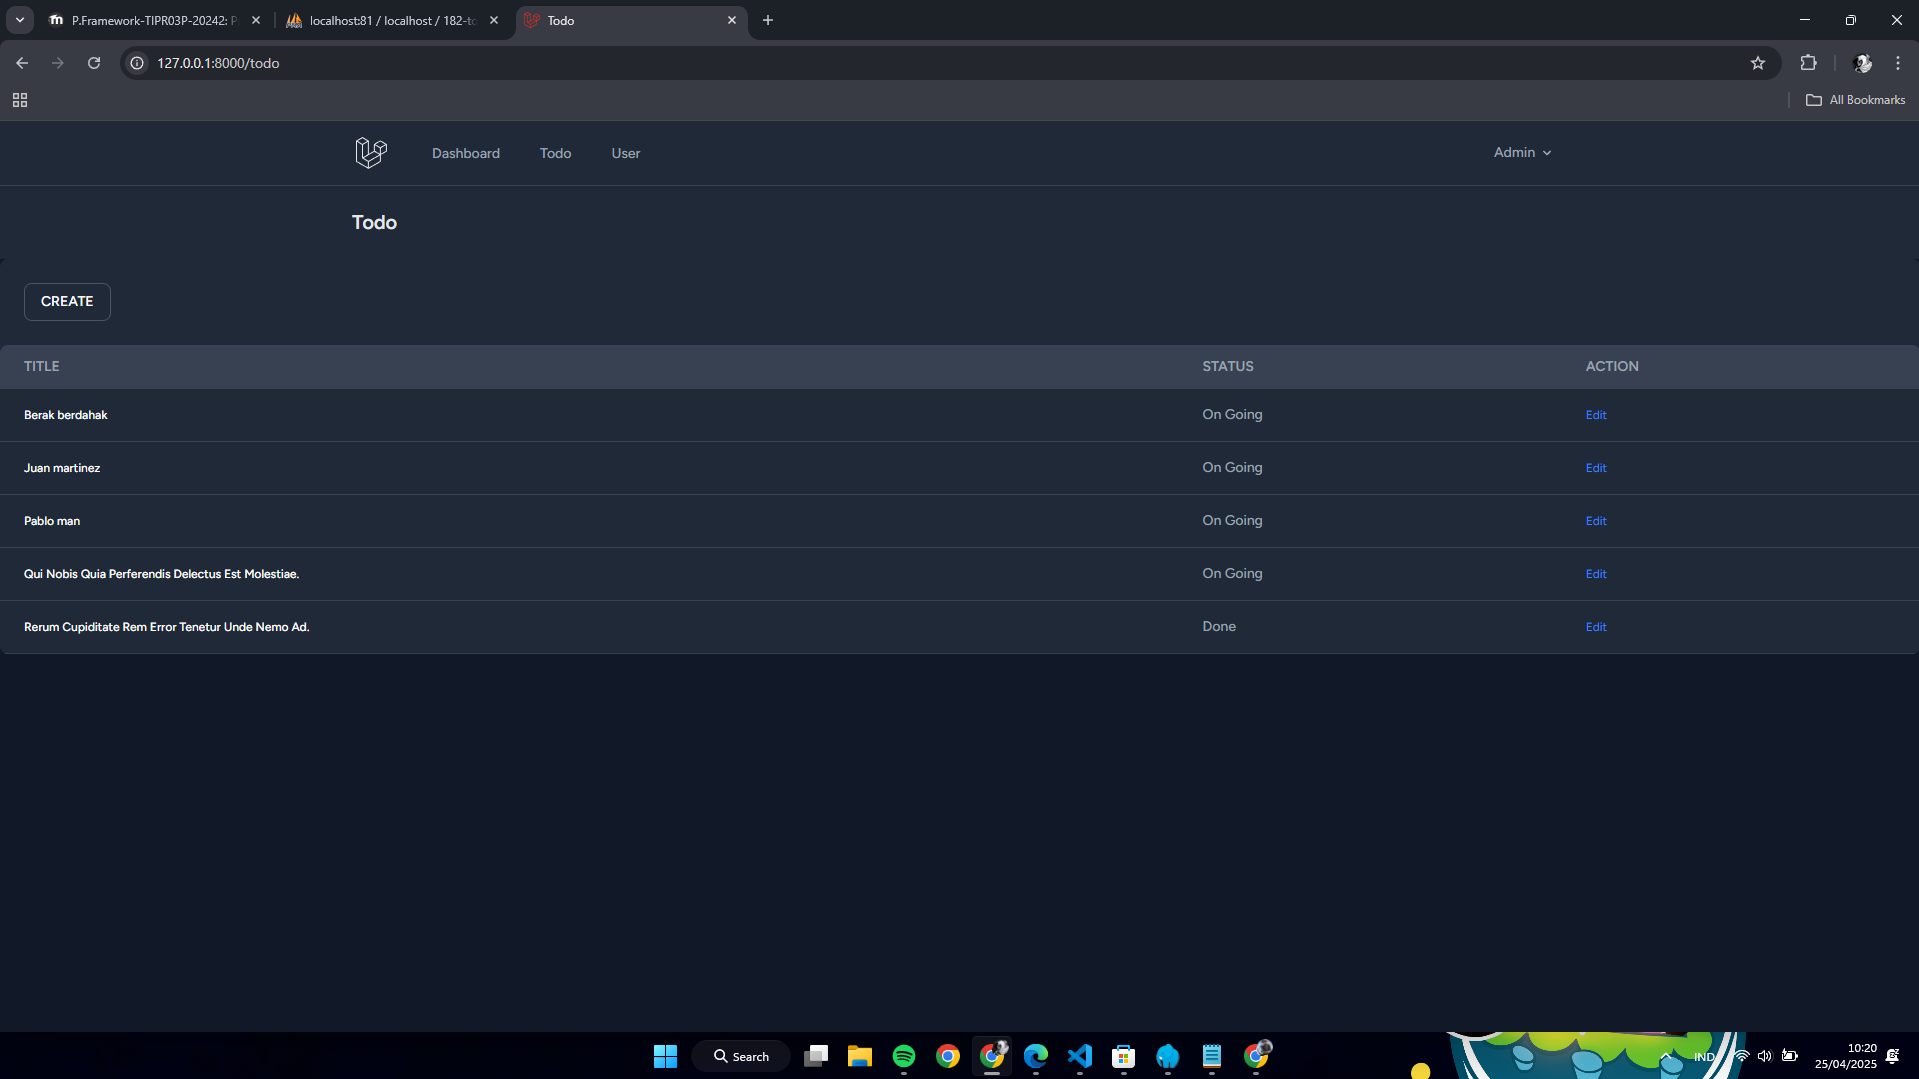 P.Framework-TIPR03P-20242:
localhost:81 / localhost / 182-to
Todo
127.0.0.1:8000/todo
All Bookmarks
Dashboard
Todo
User
Admin
Todo
CREATE
TITLE STATUS ACTION
Berak berdahak On Going Edit
Juan martinez On Going Edit
Pablo man On Going Edit
Qui Nobis Quia Perferendis Delectus Est Molestiae. On Going Edit
Rerum Cupiditate Rem Error Tenetur Unde Nemo Ad. Done Edit
Search
IND
10:20
25/04/2025